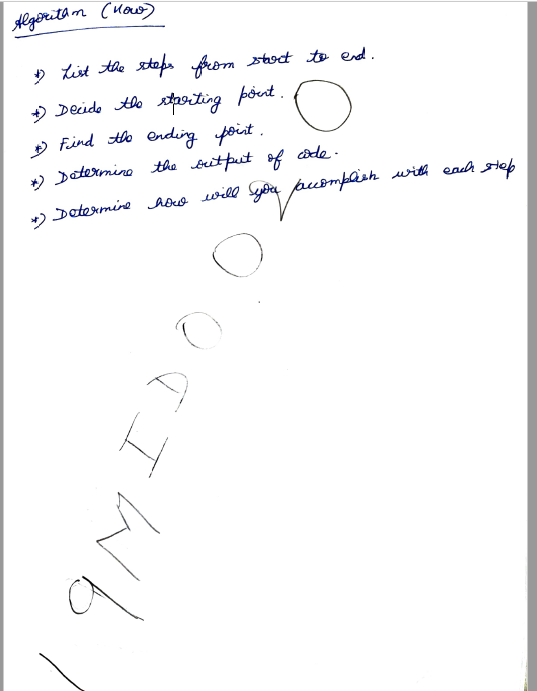 Algorithm (How)
*) List the steps from start to end.
*) Decide the starting point.
*) Find the ending point.
*) Determine the output of code.
*) Determine how will you accomplish with each step
19MID0